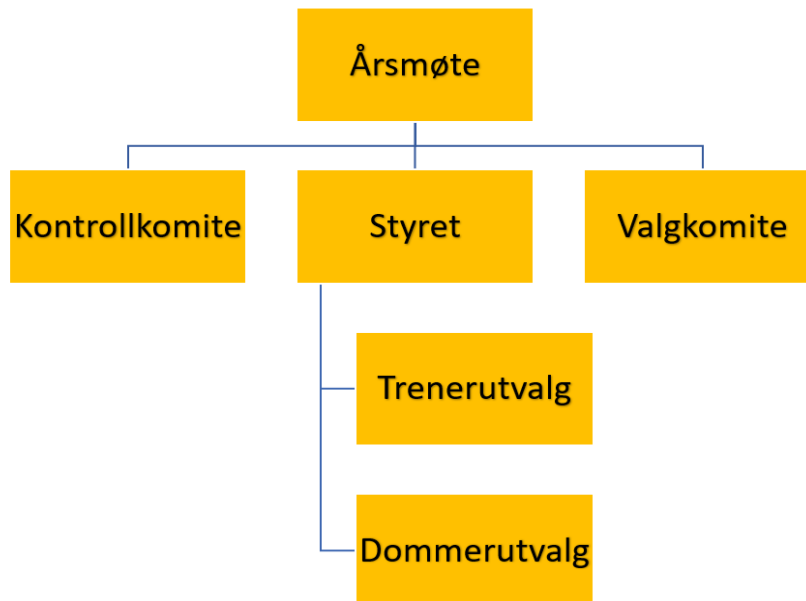 Årsmøte
Kontrollkomite
Styret
Valgkomite
Trenerutvalg
Dommerutvalg